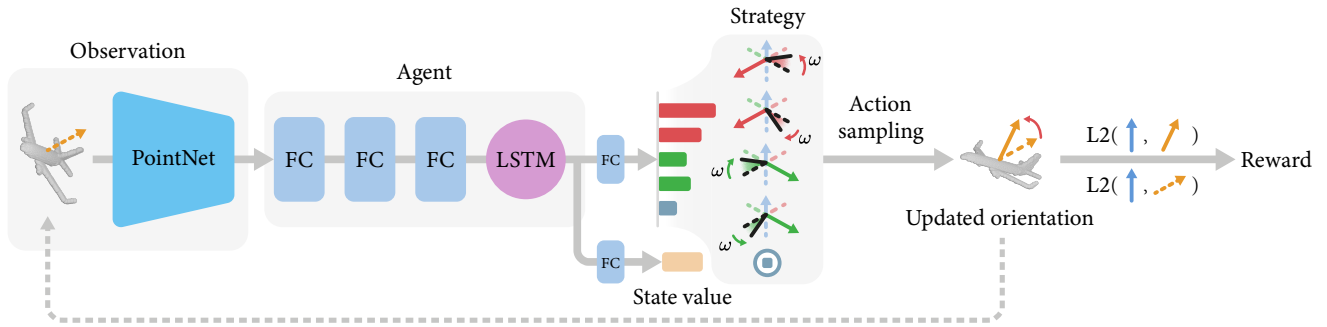 Observation
PointNet
Agent
FC
FC
FC
LSTM
FC
FC
State value
Strategy
ω
ω
ω
ω
Action
sampling
Updated orientation
L2( , )
L2( , )
Reward